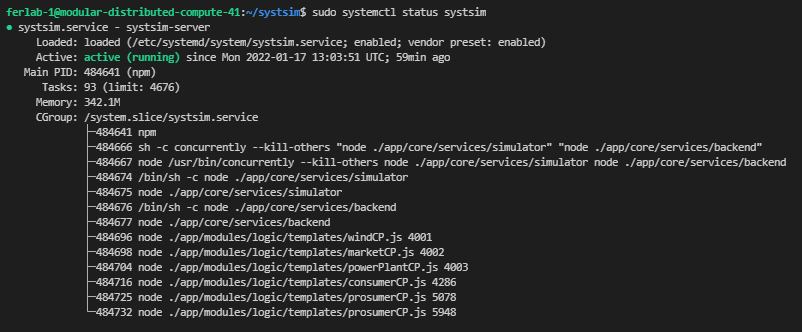 ferlab-1@modular-distributed-compute-41:~/systsim$ sudo systemctl status systsim
● systsim.service - systsim-server
Loaded: loaded (/etc/systemd/system/systsim.service; enabled; vendor preset: enabled)
Active: active (running) since Mon 2022-01-17 13:03:51 UTC; 59min ago
Main PID: 484641 (npm)
Tasks: 93 (limit: 4676)
Memory: 342.1M
CGroup: /system.slice/systsim.service
├─484641 npm
├─484666 sh -c concurrently --kill-others "node ./app/core/services/simulator" "node ./app/core/services/backend"
├─484667 node /usr/bin/concurrently --kill-others node ./app/core/services/simulator node ./app/core/services/backend
├─484674 /bin/sh -c node ./app/core/services/simulator
├─484675 node ./app/core/services/simulator
├─484676 /bin/sh -c node ./app/core/services/backend
├─484677 node ./app/core/services/backend
├─484696 node ./app/modules/logic/templates/windCP.js 4001
├─484698 node ./app/modules/logic/templates/marketCP.js 4002
├─484704 node ./app/modules/logic/templates/powerPlantCP.js 4003
├─484716 node ./app/modules/logic/templates/consumerCP.js 4286
├─484725 node ./app/modules/logic/templates/prosumerCP.js 5078
└─484732 node ./app/modules/logic/templates/prosumerCP.js 5948